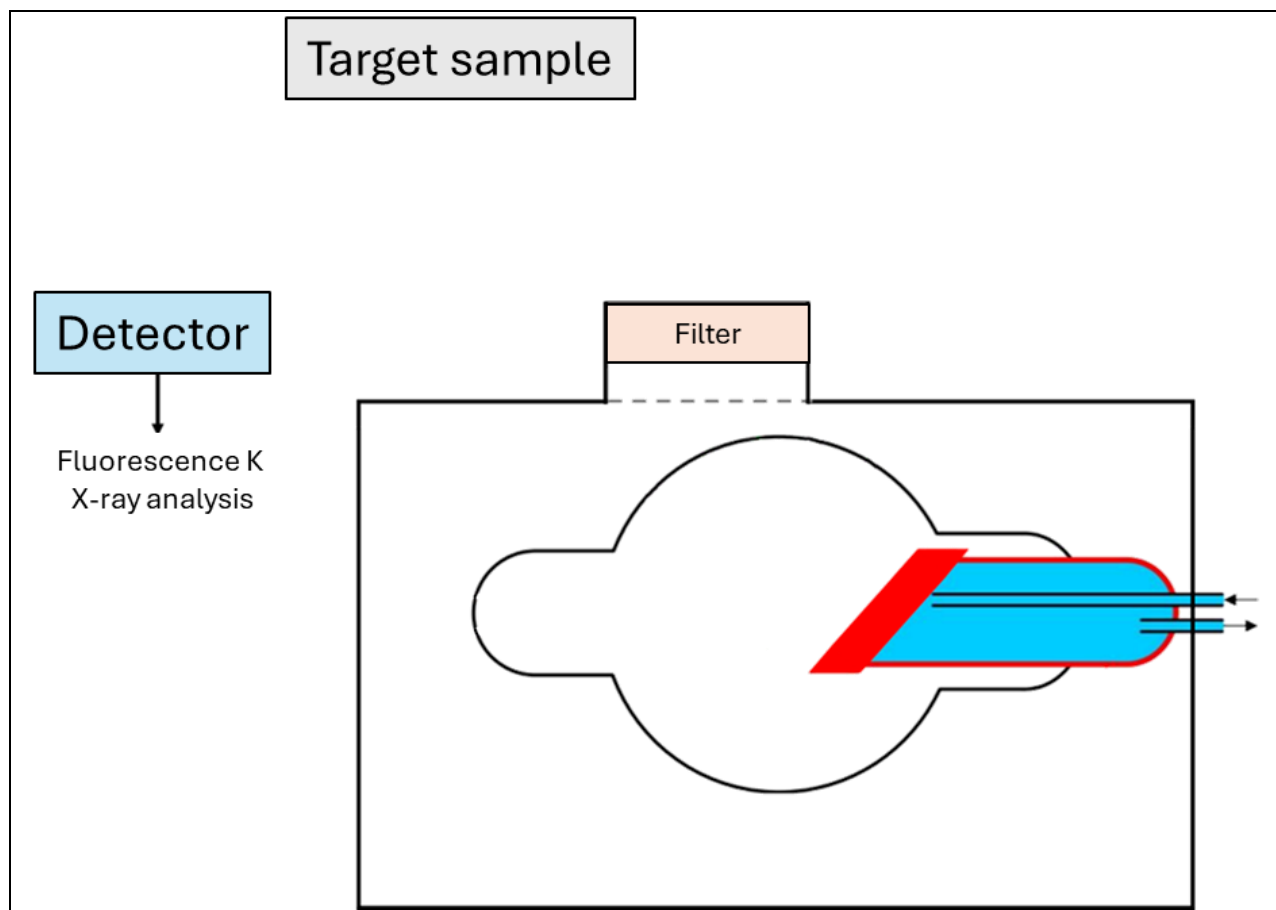 Target sample
Detector
Filter
Fluorescence K
X-ray analysis